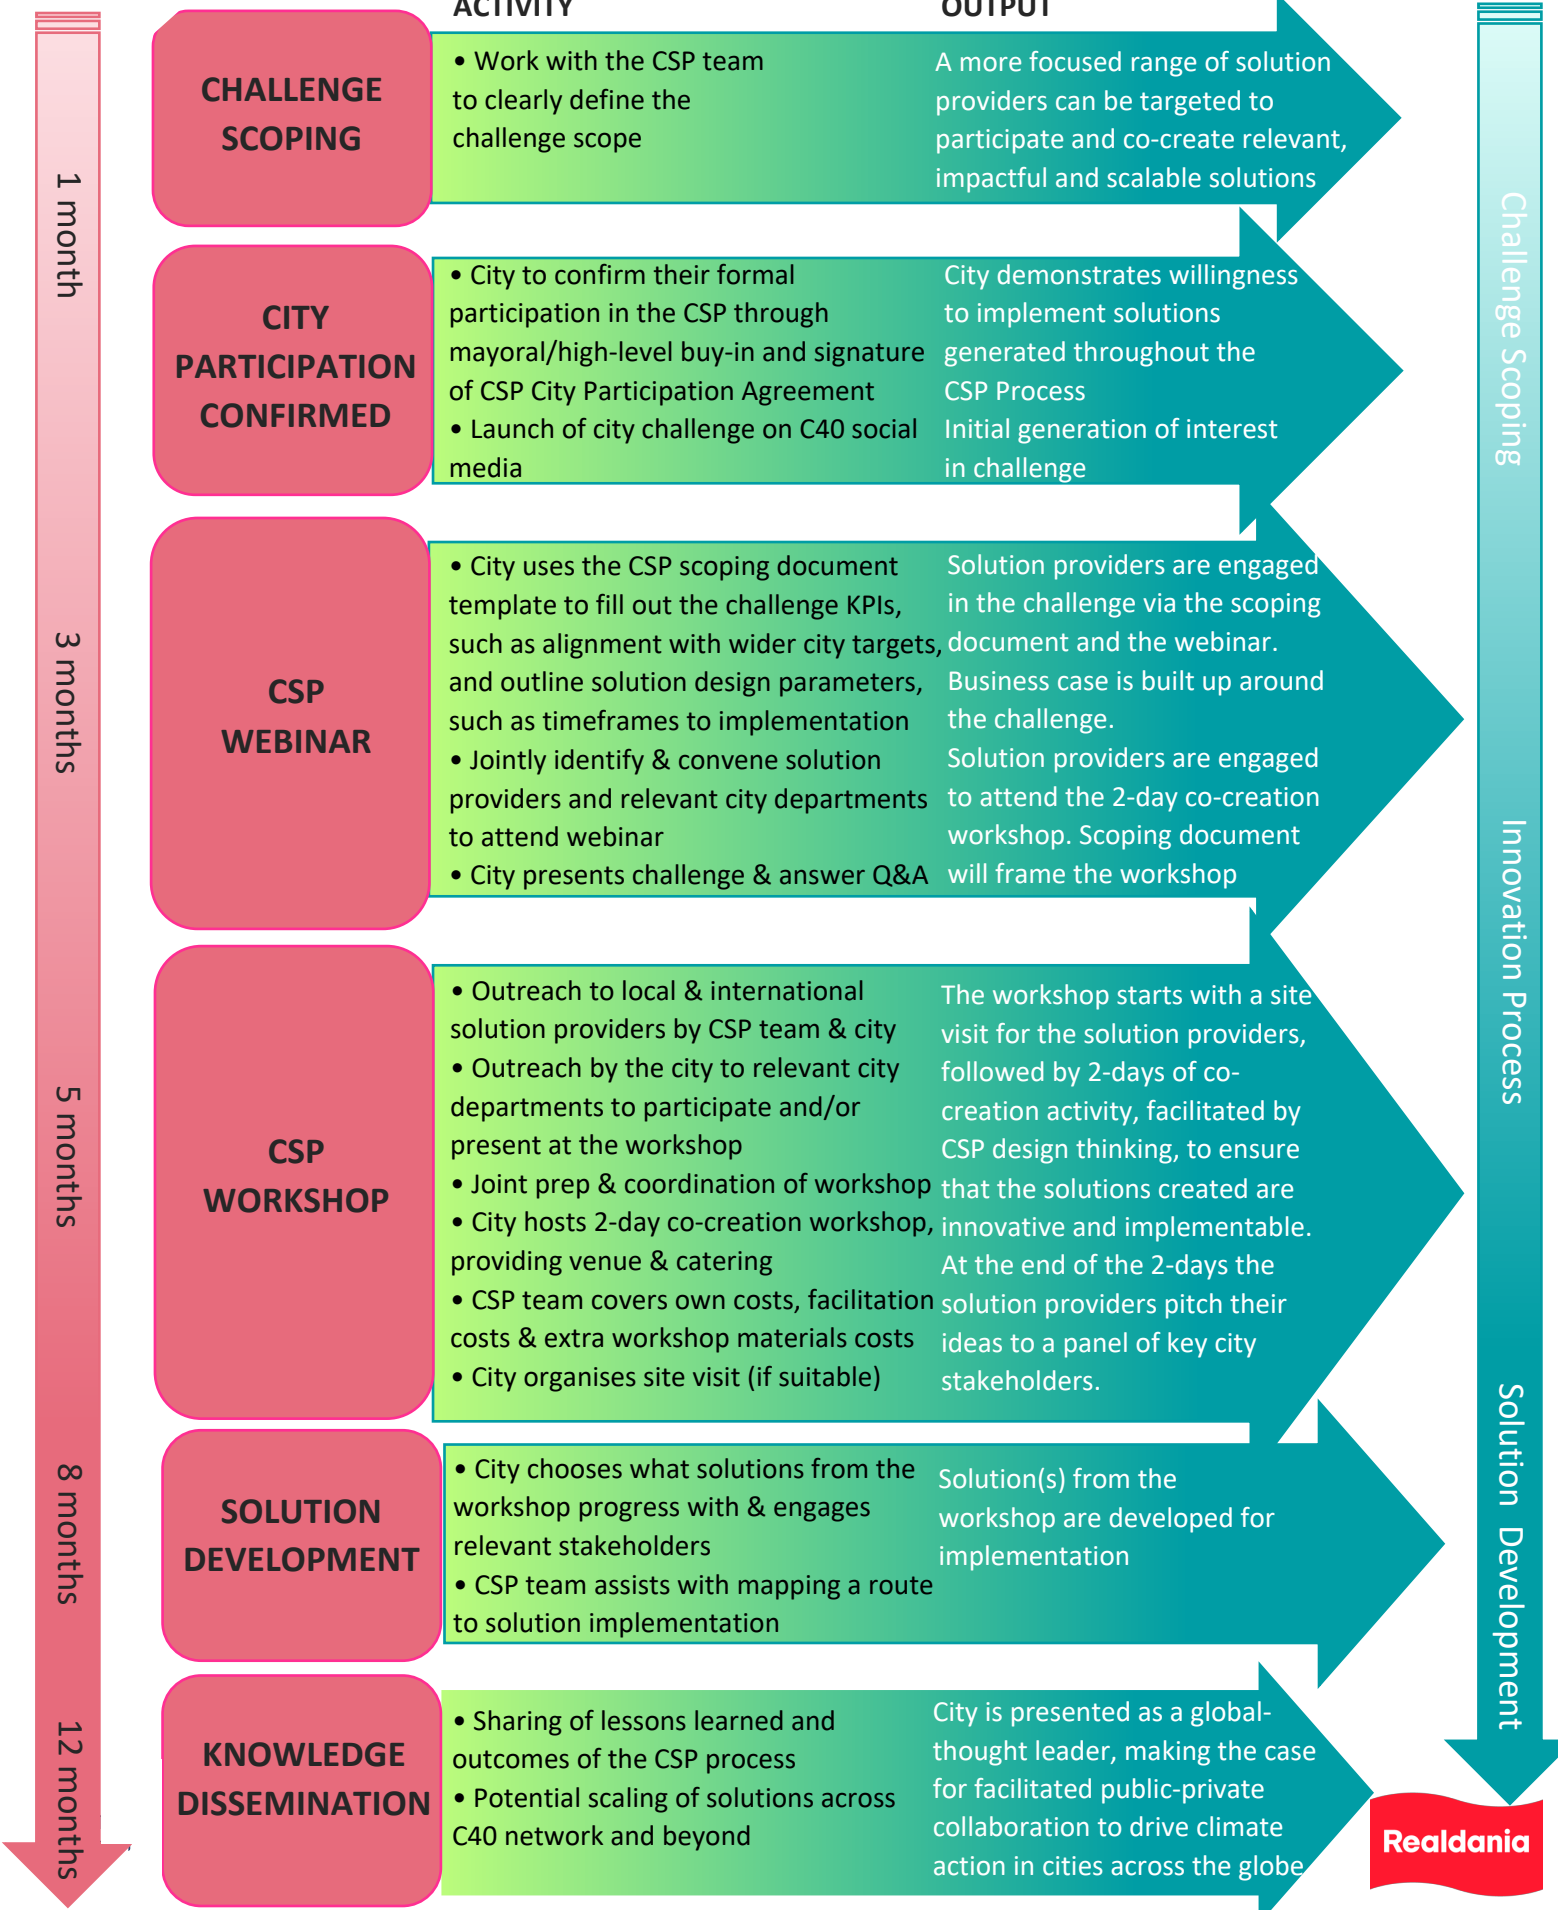 ACTIVITY
OUTPUT
CHALLENGE
SCOPING
• Work with the CSP team
to clearly define the
challenge scope
A more focused range of solution
providers can be targeted to
participate and co-create relevant,
impactful and scalable solutions
CITY
PARTICIPATION
CONFIRMED
• City to confirm their formal
participation in the CSP through
mayoral/high-level buy-in and signature
of CSP City Participation Agreement
• Launch of city challenge on C40 social
media
City demonstrates willingness
to implement solutions
generated throughout the
CSP Process
Initial generation of interest
in challenge
CSP
WEBINAR
• City uses the CSP scoping document
template to fill out the challenge KPIs,
such as alignment with wider city targets,
and outline solution design parameters,
such as timeframes to implementation
• Jointly identify & convene solution
providers and relevant city departments
to attend webinar
• City presents challenge & answer Q&A
Solution providers are engaged
in the challenge via the scoping
document and the webinar.
Business case is built up around
the challenge.
Solution providers are engaged
to attend the 2-day co-creation
workshop. Scoping document
will frame the workshop
CSP
WORKSHOP
• Outreach to local & international
solution providers by CSP team & city
• Outreach by the city to relevant city
departments to participate and/or
present at the workshop
• Joint prep & coordination of workshop
• City hosts 2-day co-creation workshop,
providing venue & catering
• CSP team covers own costs, facilitation
costs & extra workshop materials costs
• City organises site visit (if suitable)
The workshop starts with a site
visit for the solution providers,
followed by 2-days of co-
creation activity, facilitated by
CSP design thinking, to ensure
that the solutions created are
innovative and implementable.
At the end of the 2-days the
solution providers pitch their
ideas to a panel of key city
stakeholders.
SOLUTION
DEVELOPMENT
• City chooses what solutions from the
workshop progress with & engages
relevant stakeholders
• CSP team assists with mapping a route
to solution implementation
Solution(s) from the
workshop are developed for
implementation
KNOWLEDGE
DISSEMINATION
• Sharing of lessons learned and
outcomes of the CSP process
• Potential scaling of solutions across
C40 network and beyond
City is presented as a global-
thought leader, making the case
for facilitated public-private
collaboration to drive climate
action in cities across the globe
1 month
3 months
5 months
8 months
12 months
Challenge Scoping
Innovation Process
Solution Development
Realdania